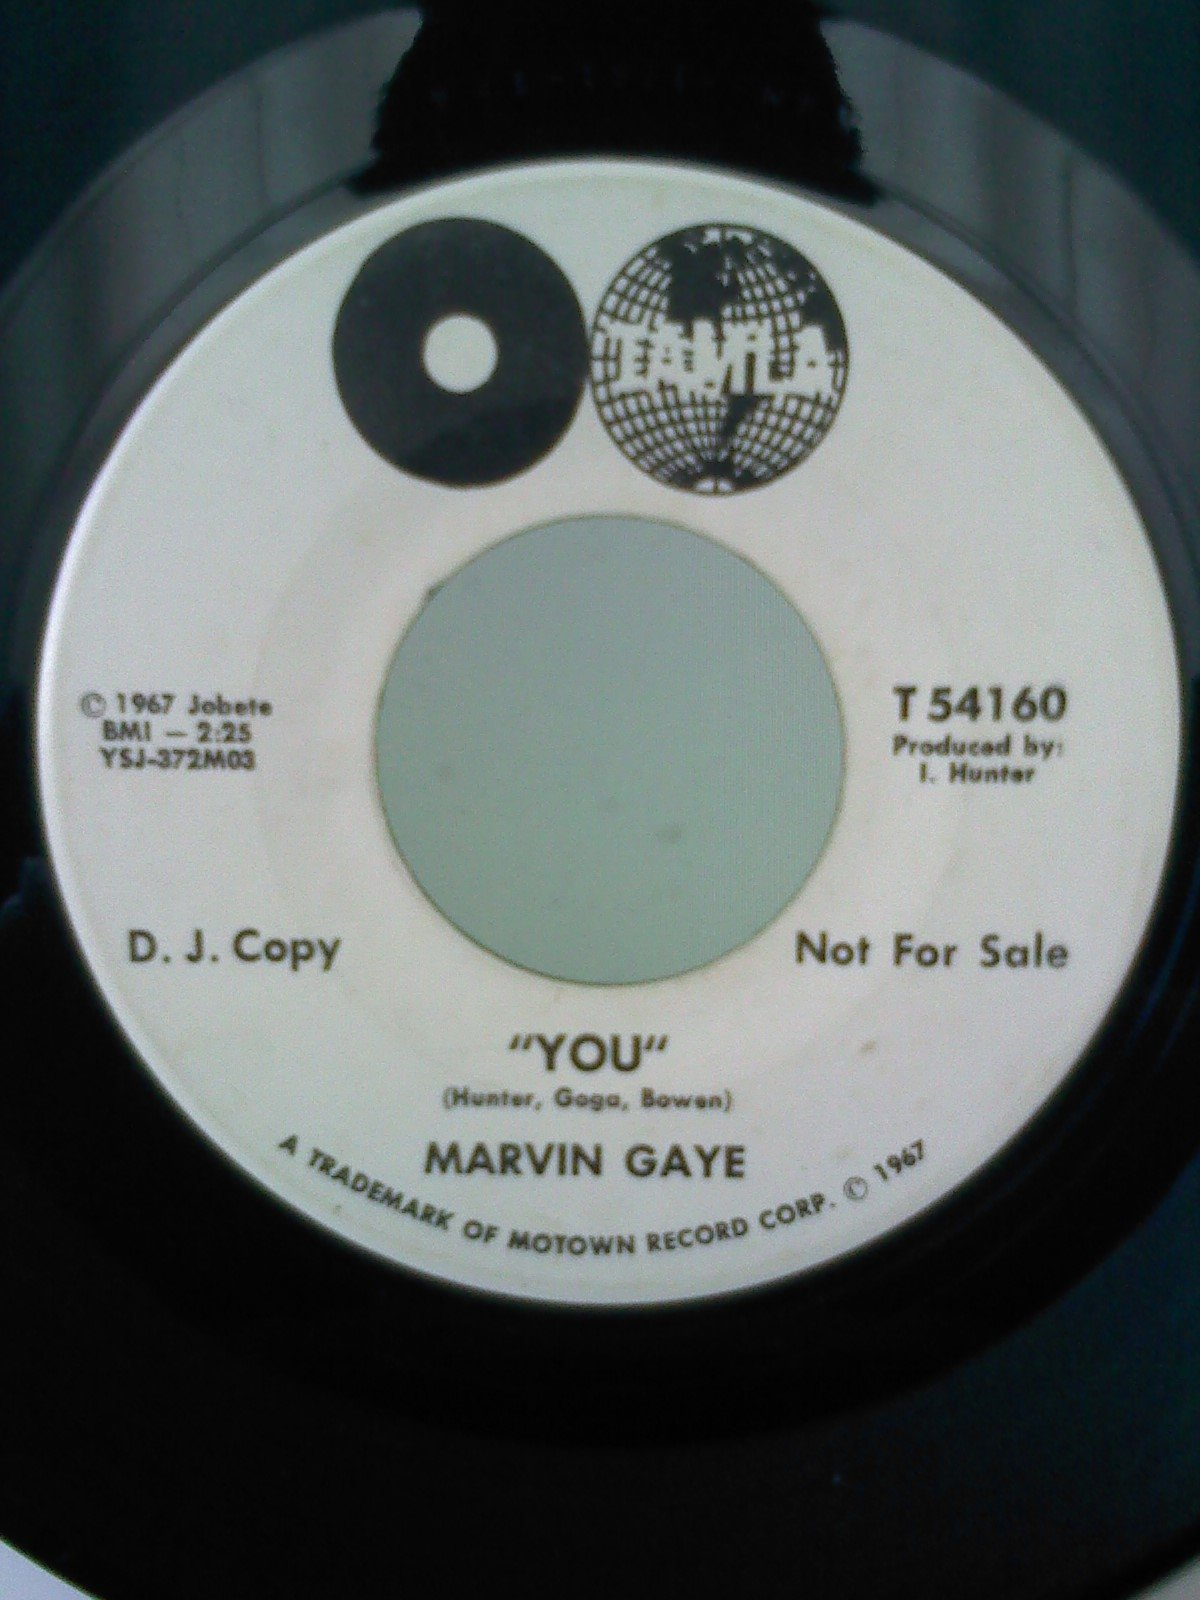 TAMLA
© 1967 Jobete
BMI — 2:25
YSJ-372M03
T 54160
Produced by:
I. Hunter
D. J. Copy
Not For Sale
“YOU“
(Hunter, Goga, Bowen)
MARVIN GAYE
A TRADEMARK OF MOTOWN RECORD CORP. © 1967